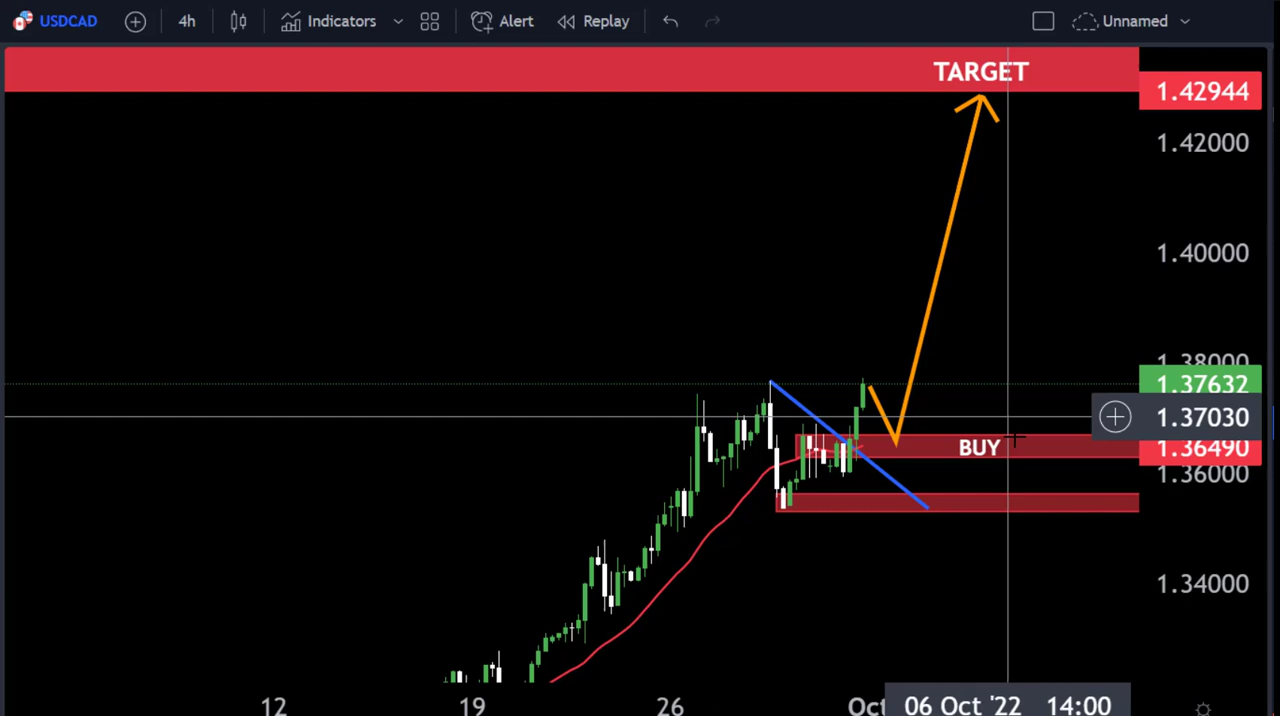 USDCAD 4h Indicators Alert Replay Unnamed
TARGET
1.42944
1.42000
1.40000
1.38000
1.37632
1.37030
BUY
1.36490
1.36000
1.34000
12 19 26 Oct 06 Oct '22 14:00